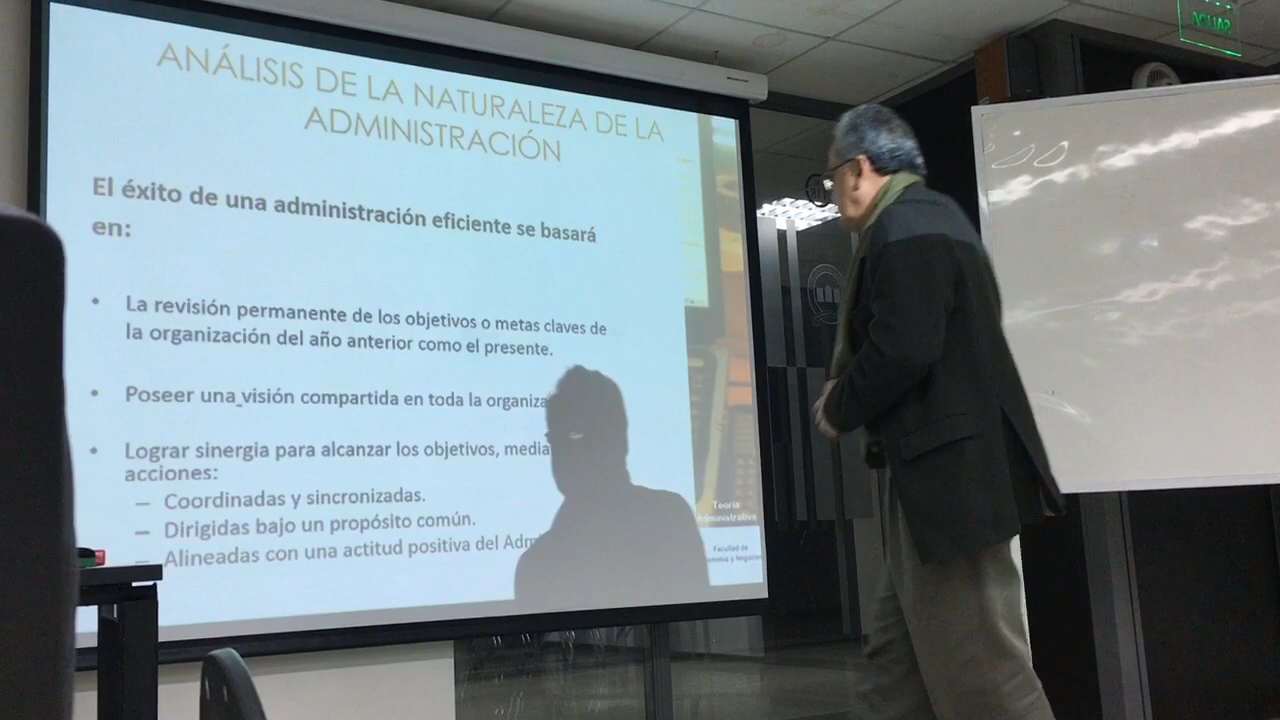 ANÁLISIS DE LA NATURALEZA DE LA
ADMINISTRACIÓN
El éxito de una administración eficiente se basará
en:
• La revisión permanente de los objetivos o metas claves de
la organización del año anterior como el presente.
• Poseer una visión compartida en toda la organiza
• Lograr sinergia para alcanzar los objetivos, media
acciones:
– Coordinadas y sincronizadas.
– Dirigidas bajo un propósito común.
– Alineadas con una actitud positiva del Adm
Teoría
Administrativa
Facultad de
onomía y Negocios
SALIDA